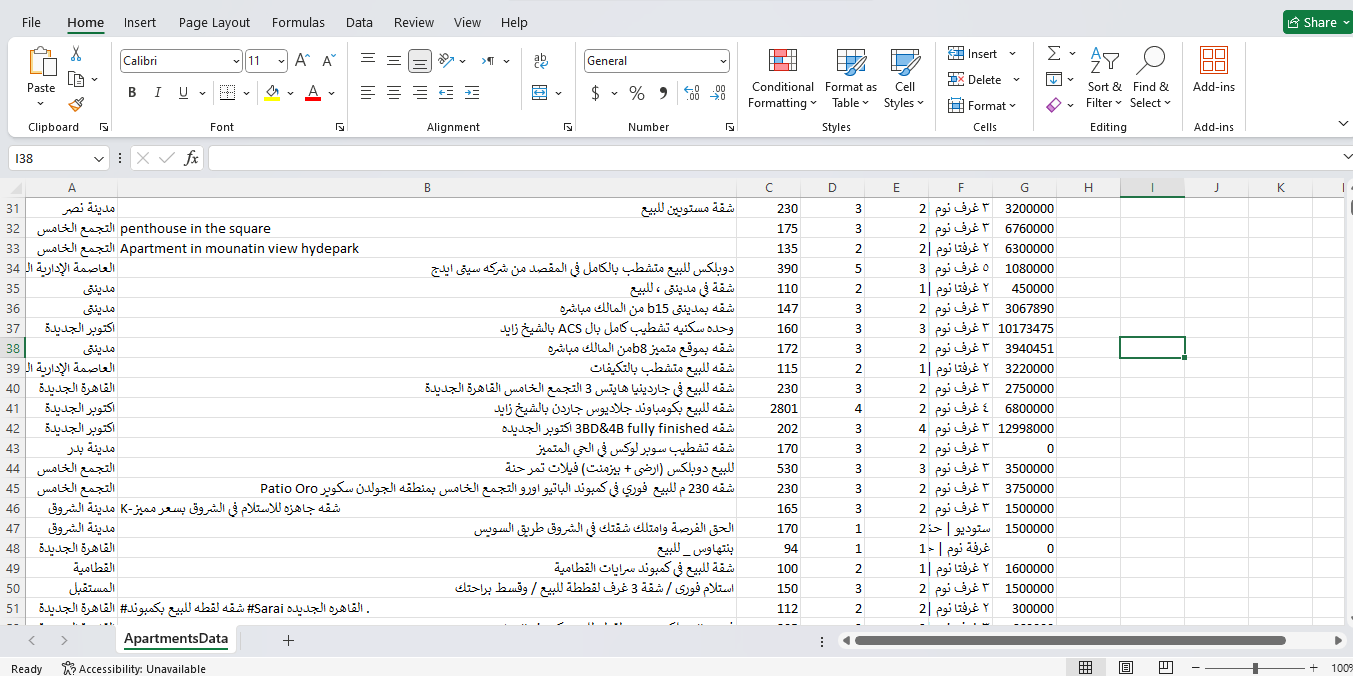 File Home Insert Page Layout Formulas Data Review View Help Share
Paste Calibri 11 General Conditional Formatting Format as Table Cell Styles Insert Delete Format Sort & Filter Find & Select Add-ins
Clipboard Font Alignment Number Styles Cells Editing Add-ins
I38 fx
A B C D E F G H I J K
31 مدينة نصر شقة مستويين للبيع 230 3 2 ٣ غرف نوم 3200000
32 التجمع الخامس penthouse in the square 175 3 2 ٣ غرف نوم 6760000
33 التجمع الخامس Apartment in mounatin view hydepark 135 2 2 ٢ غرفتا نوم | 6300000
34 العاصمة الإدارية ال دوبلكس للبيع متشطب بالكامل في المقصد من شركه سيتى ايدج 390 5 3 ٥ غرف نوم 1080000
35 مدينتى شقة في مدينتى ، للبيع 110 2 1 ٢ غرفتا نوم | 450000
36 مدينتى شقه بمدينتى b15 من المالك مباشره 147 3 2 ٣ غرف نوم 3067890
37 اكتوبر الجديدة وحده سكنيه تشطيب كامل بال ACS بالشيخ زايد 160 3 3 ٣ غرف نوم 10173475
38 مدينتى شقه بموقع متميز b8من المالك مباشره 172 3 2 ٣ غرف نوم 3940451
39 العاصمة الإدارية ال شقه للبيع متشطب بالتكيفات 115 2 1 ٢ غرفتا نوم | 3220000
40 القاهرة الجديدة شقه للبيع في جاردينيا هايتس 3 التجمع الخامس القاهرة الجديدة 230 3 2 ٣ غرف نوم 2750000
41 اكتوبر الجديدة شقه للبيع بكومباوند جلاديوس جاردن بالشيخ زايد 2801 4 2 ٤ غرف نوم 6800000
42 اكتوبر الجديدة شقه 3BD&4B fully finished اكتوبر الجديده 202 3 4 ٣ غرف نوم 12998000
43 مدينة بدر شقه تشطيب سوبر لوكس في الحي المتميز 170 3 2 ٣ غرف نوم 0
44 التجمع الخامس للبيع دوبلكس (ارضى + بيزمنت) فيلات تمر حنة 530 3 3 ٣ غرف نوم 3500000
45 التجمع الخامس شقه 230 م للبيع فوري في كمبوند الباتيو اورو التجمع الخامس بمنطقه الجولدن سكوير Patio Oro 230 3 2 ٣ غرف نوم 3750000
46 مدينة الشروق K-شقه جاهزه للاستلام في الشروق بسعر مميز 165 3 2 ٣ غرف نوم 1500000
47 مدينة الشروق الحق الفرصة وامتلك شقتك في الشروق طريق السويس 170 1 2 ستوديو | 1500000
48 القاهرة الجديدة بنتهاوس _ للبيع 94 1 1 غرفة نوم | 0
49 القطامية شقة للبيع في كمبوند سرايات القطامية 100 2 1 ٢ غرفتا نوم | 1600000
50 المستقبل استلام فورى / شقة 3 غرف لقططة للبيع / وقسط براحتك 150 3 2 ٣ غرف نوم 1500000
51 القاهرة الجديدة #شقه لقطه للبيع بكمبوند #Sarai القاهره الجديده . 112 2 2 ٢ غرفتا نوم | 300000
ApartmentsData
Ready Accessibility: Unavailable 100%